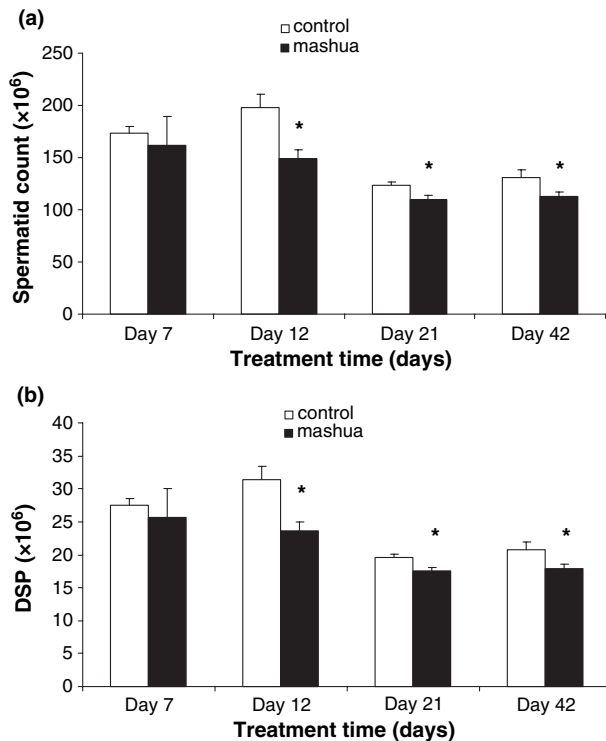 (a)
control
mashua
250
200
150
100
50
0
Spermatid count (×10⁶)
* * *
Day 7 Day 12 Day 21 Day 42
Treatment time (days)
(b)
control
mashua
40
35
30
25
20
15
10
5
0
DSP (×10⁶)
* * *
Day 7 Day 12 Day 21 Day 42
Treatment time (days)